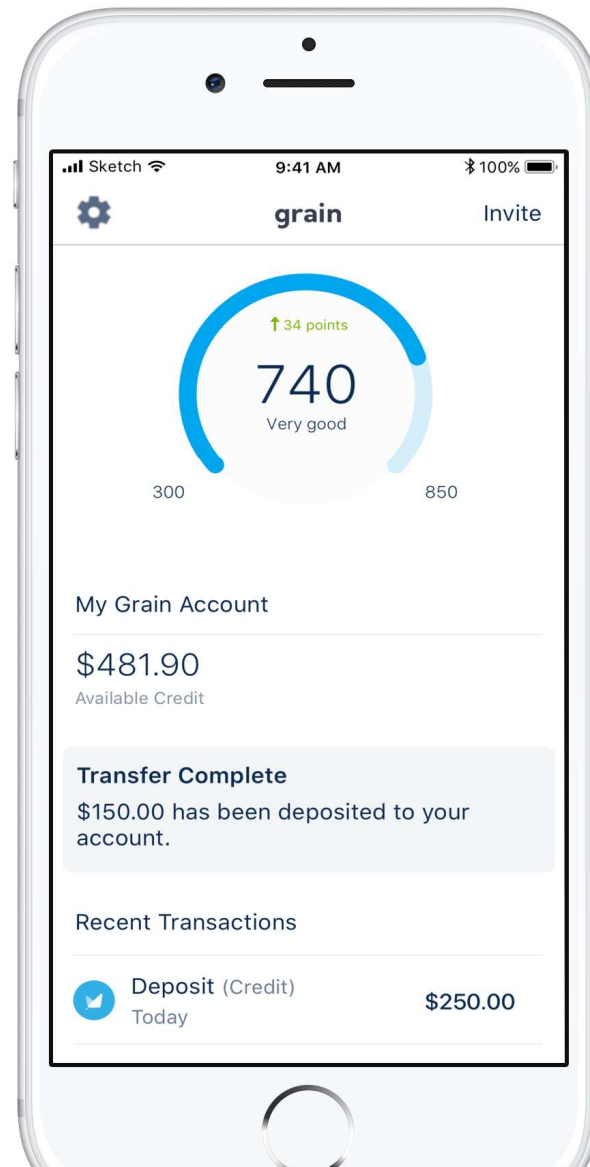 Sketch 9:41 AM 100%
grain Invite
34 points
740
Very good
300 850
My Grain Account
$481.90
Available Credit
Transfer Complete
$150.00 has been deposited to your
account.
Recent Transactions
Deposit (Credit)
Today
$250.00